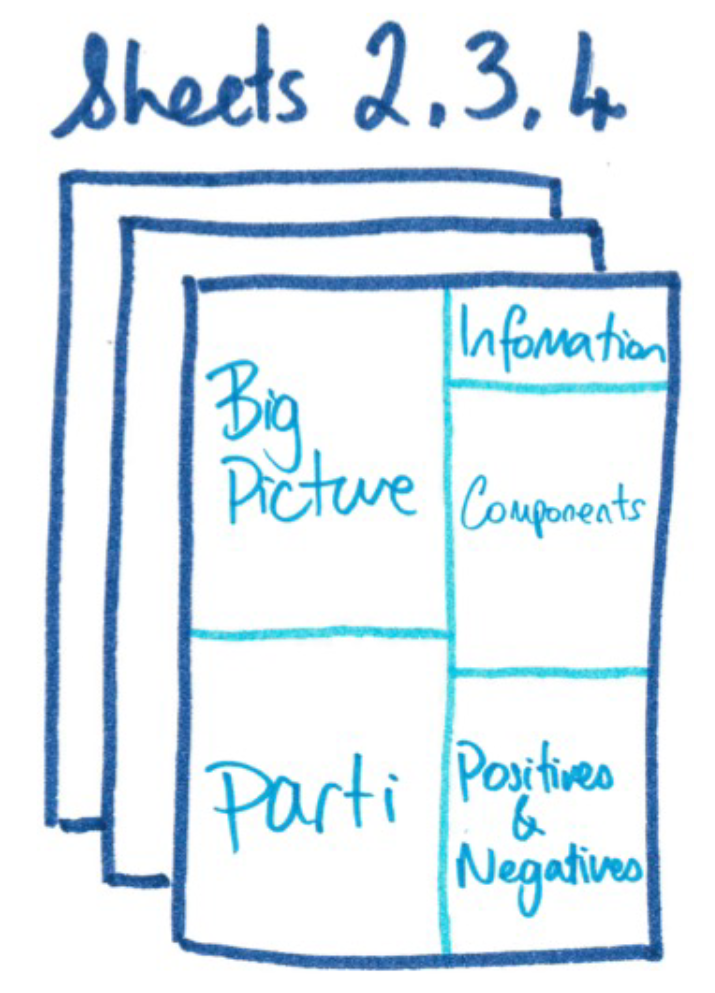 Sheets 2.3.4
Big
Picture
Parti
Infomation
Components
Positives
&
Negatives